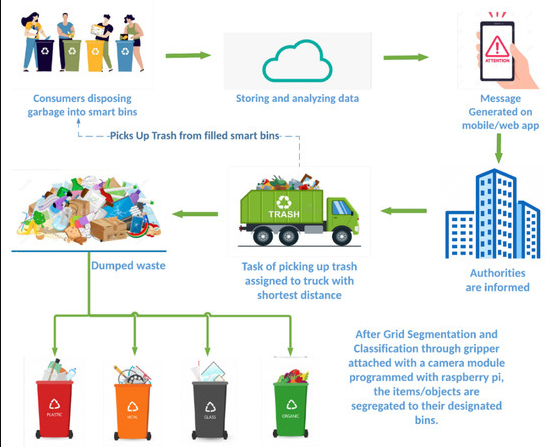 Consumers disposing
garbage into smart bins
Storing and analyzing data
ATTENTION
Message
Generated on
mobile/web app
Picks Up Trash from filled smart bins
TRASH
Dumped waste
Task of picking up trash
assigned to truck with
shortest distance
Authorities
are informed
After Grid Segmentation and
Classification through gripper
attached with a camera module
programmed with raspberry pi,
the items/objects are
segregated to their designated
bins.
PLASTIC
METAL
GLASS
ORGANIC